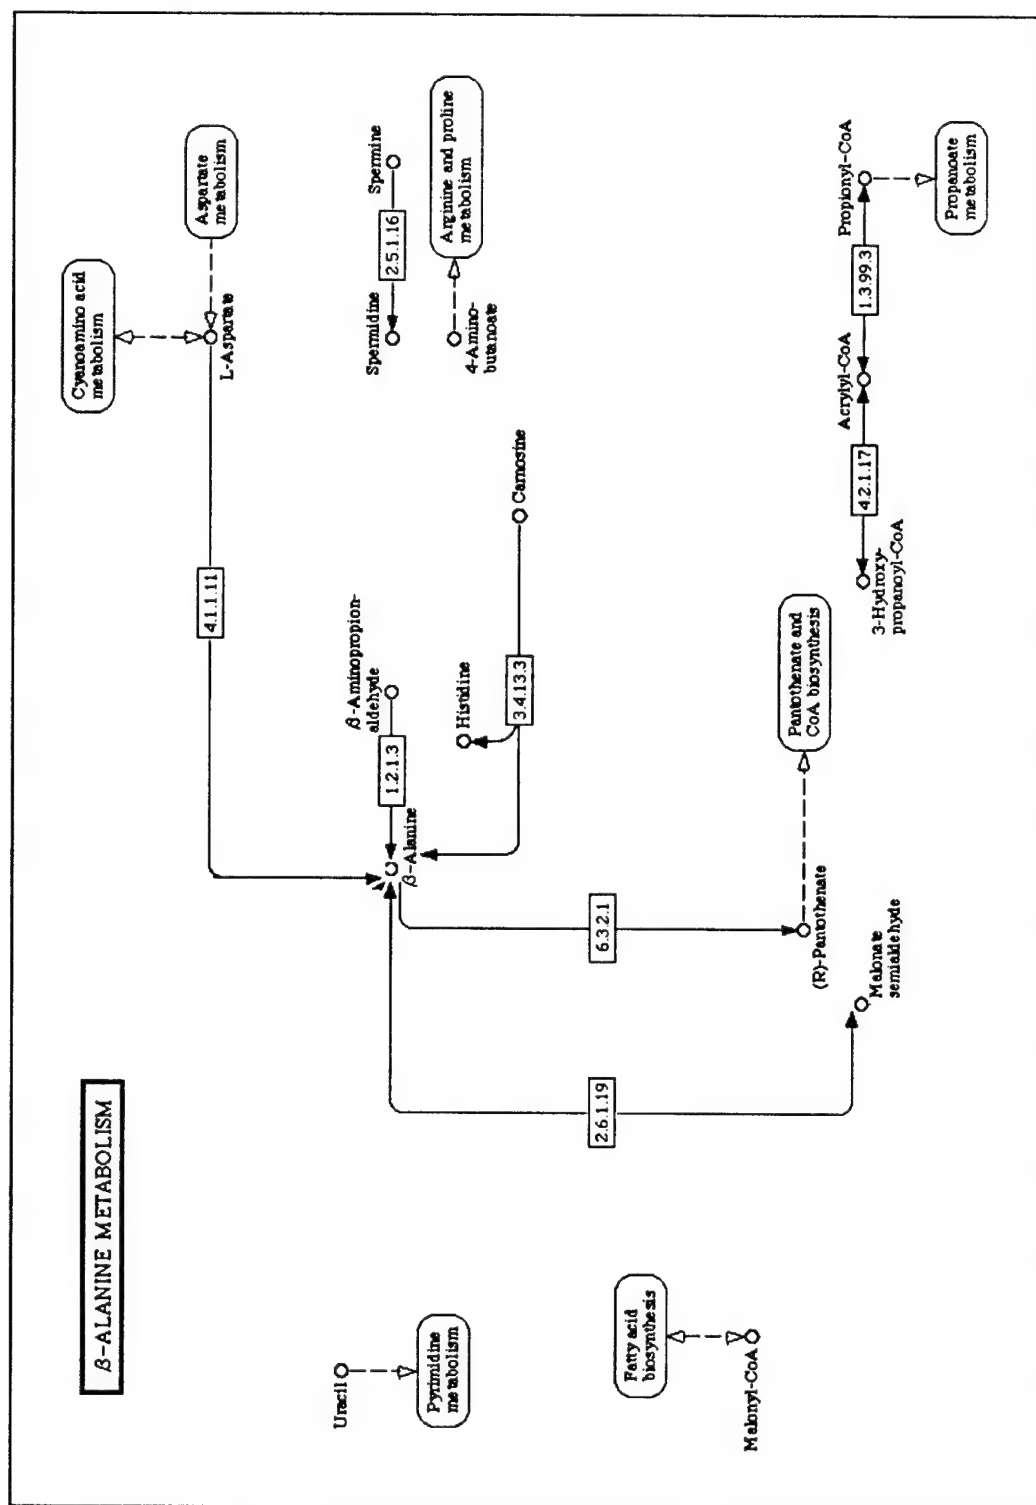 β-ALANINE METABOLISM
Cyanoamino acid
metabolism
Aspartate
metabolism
L-Aspartate
4.1.1.11
Uracil
Pyrimidine
metabolism
β-Aminopropion-
aldehyde
1.2.1.3
β-Alanine
Spermidine
2.5.1.16
Spermine
Histidine
3.4.13.3
Carnosine
4-Amino-
butanoate
Arginine and proline
metabolism
Fatty acid
biosynthesis
Malonyl-CoA
2.6.1.19
6.3.2.1
(R)-Pantothenate
Pantothenate and
CoA biosynthesis
Malonate
semialdehyde
3-Hydroxy-
propanoyl-CoA
4.2.1.17
Acrylyl-CoA
1.3.99.3
Propionyl-CoA
Propanoate
metabolism